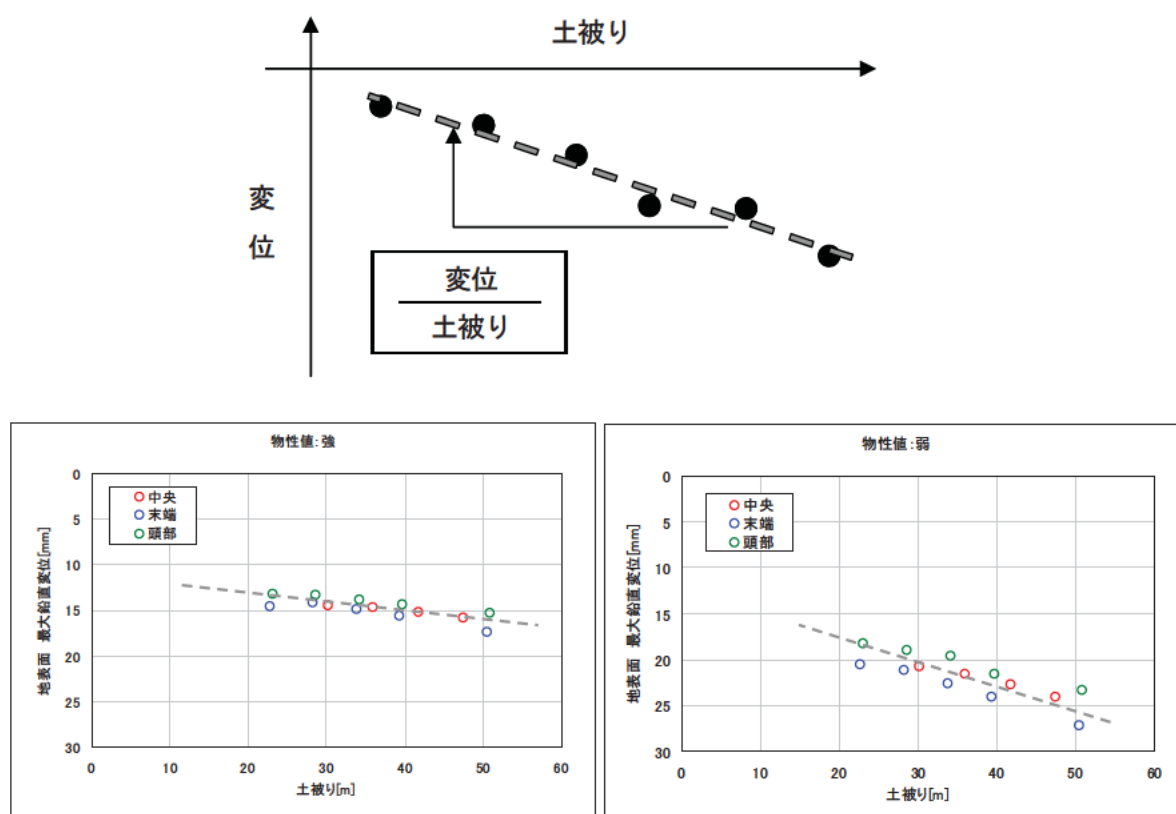 土被り
変
位
変位
土被り
物性値:強
中央
末端
頭部
地表面 最大鉛直変位[mm]
0
5
10
15
20
25
30
0 10 20 30 40 50 60
土被り[m]
物性値:弱
中央
末端
頭部
地表面 最大鉛直変位[mm]
0
5
10
15
20
25
30
0 10 20 30 40 50 60
土被り[m]